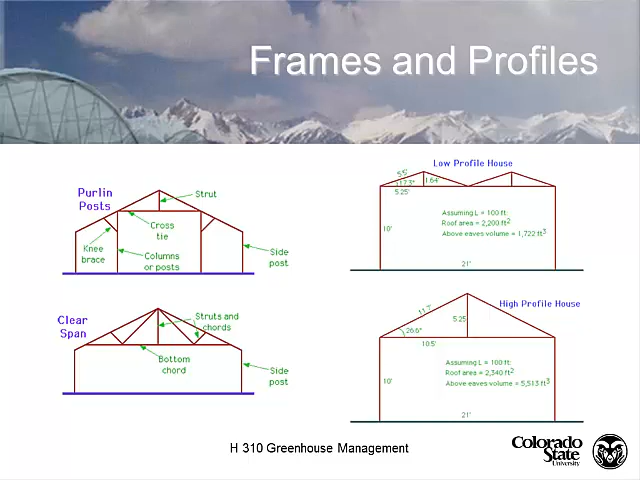 Frames and Profiles
Purlin
Posts
Strut
Cross
tie
Knee
brace
Columns
or posts
Side
post
Low Profile House
5.5'
17.3°
1.64'
5.25'
10'
Assuming L = 100 ft:
Roof area = 2,200 ft2
Above eaves volume = 1,722 ft3
21'
Clear
Span
Struts and
chords
Bottom
chord
Side
post
High Profile House
11.7'
26.6°
5.25
10.5'
10'
Assuming L = 100 ft:
Roof area = 2,340 ft2
Above eaves volume = 5,513 ft3
21'
H 310 Greenhouse Management
Colorado
State
University